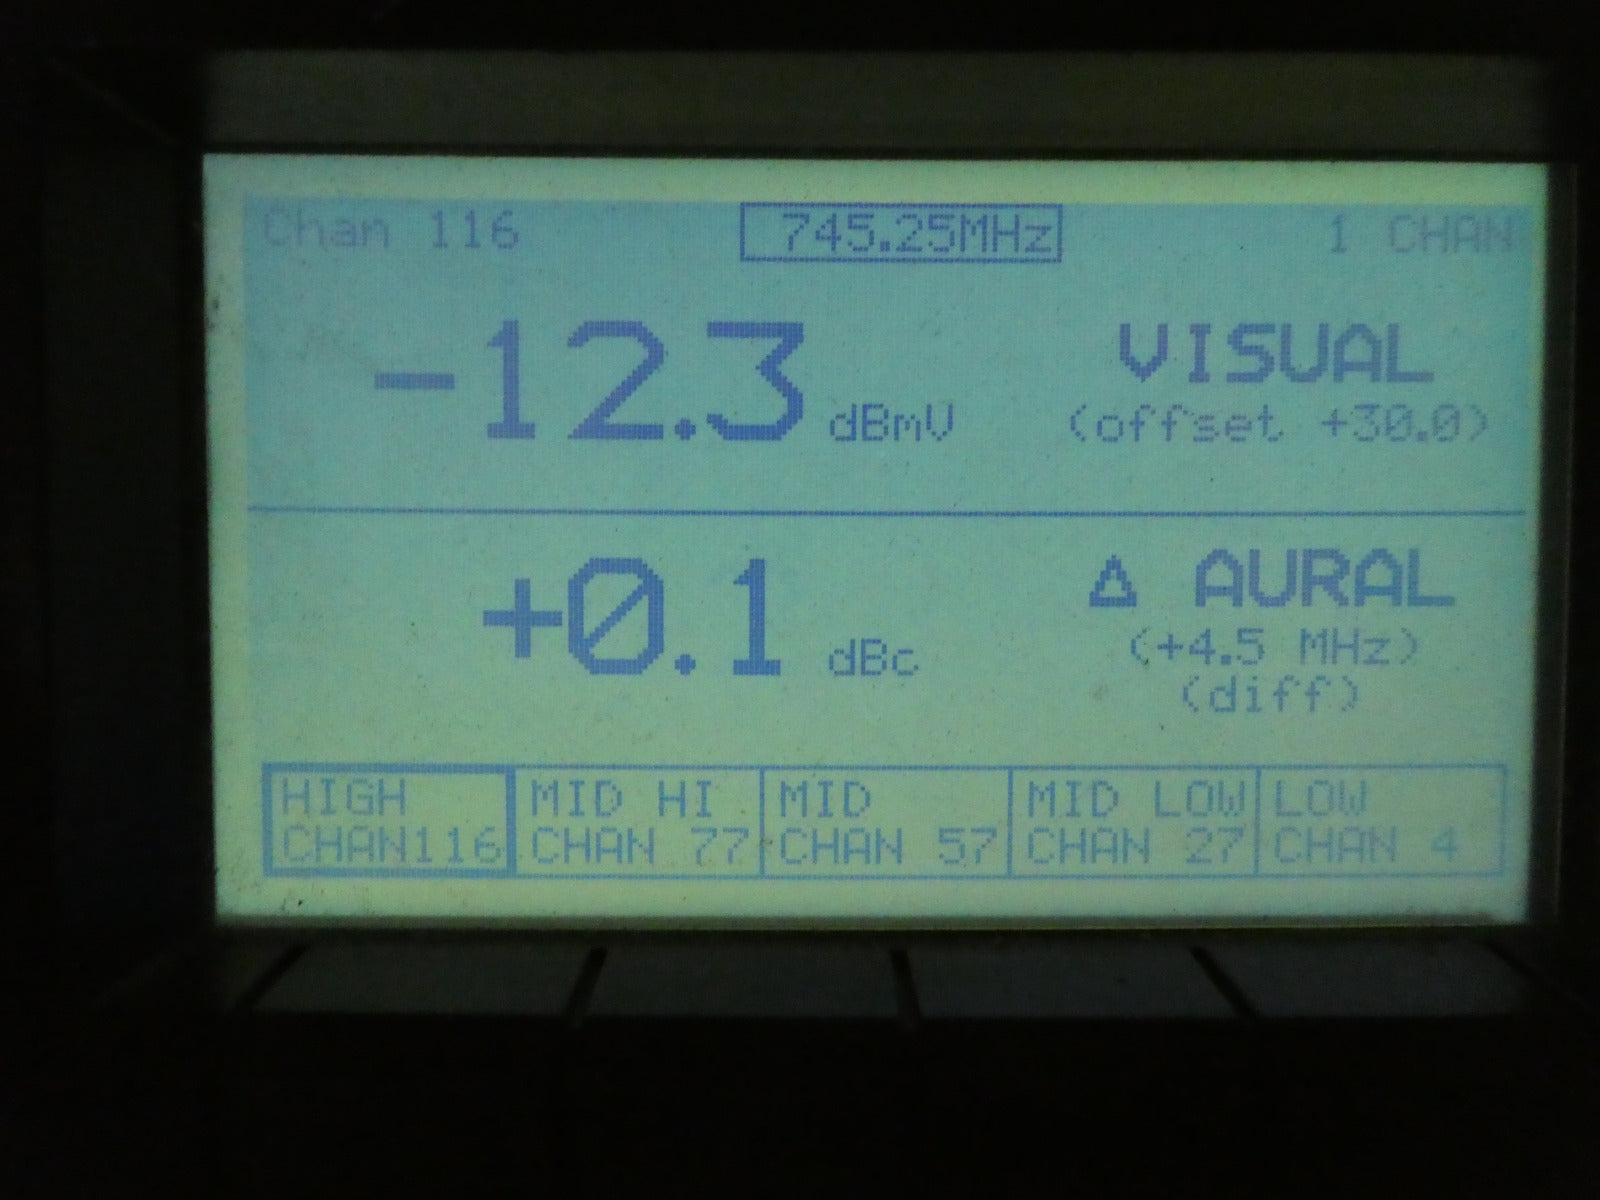 Chan 116 745.25MHz 1 CHAN
-12.3 dBmV VISUAL
(offset +30.0)
+0.1 dBc Δ AURAL
(+4.5 MHz)
(diff)
HIGH MID HI MID MID LOW LOW
CHAN116 CHAN 77 CHAN 57 CHAN 27 CHAN 4